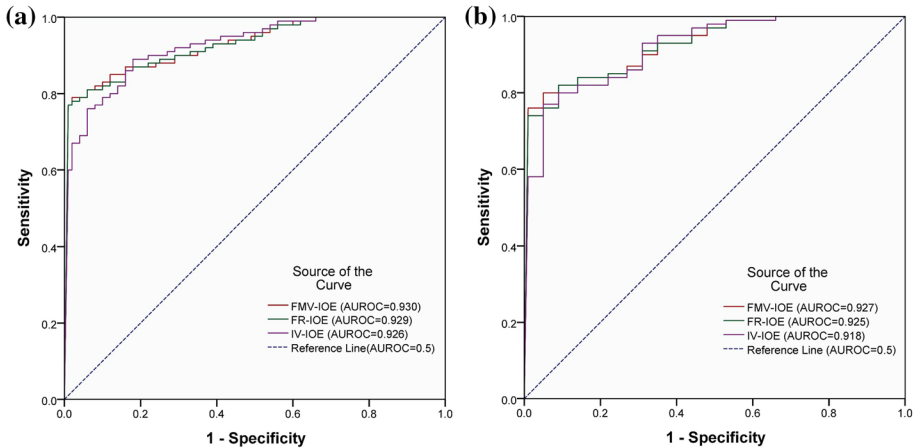 (a)
1.0
0.8
0.6
0.4
0.2
0.0
Sensitivity
0.0 0.2 0.4 0.6 0.8 1.0
1 - Specificity
Source of the
Curve
FMV-IOE (AUROC=0.930)
FR-IOE (AUROC=0.929)
IV-IOE (AUROC=0.926)
Reference Line(AUROC=0.5)
(b)
1.0
0.8
0.6
0.4
0.2
0.0
Sensitivity
0.0 0.2 0.4 0.6 0.8 1.0
1 - Specificity
Source of the
Curve
FMV-IOE (AUROC=0.927)
FR-IOE (AUROC=0.925)
IV-IOE (AUROC=0.918)
Reference Line (AUROC=0.5)